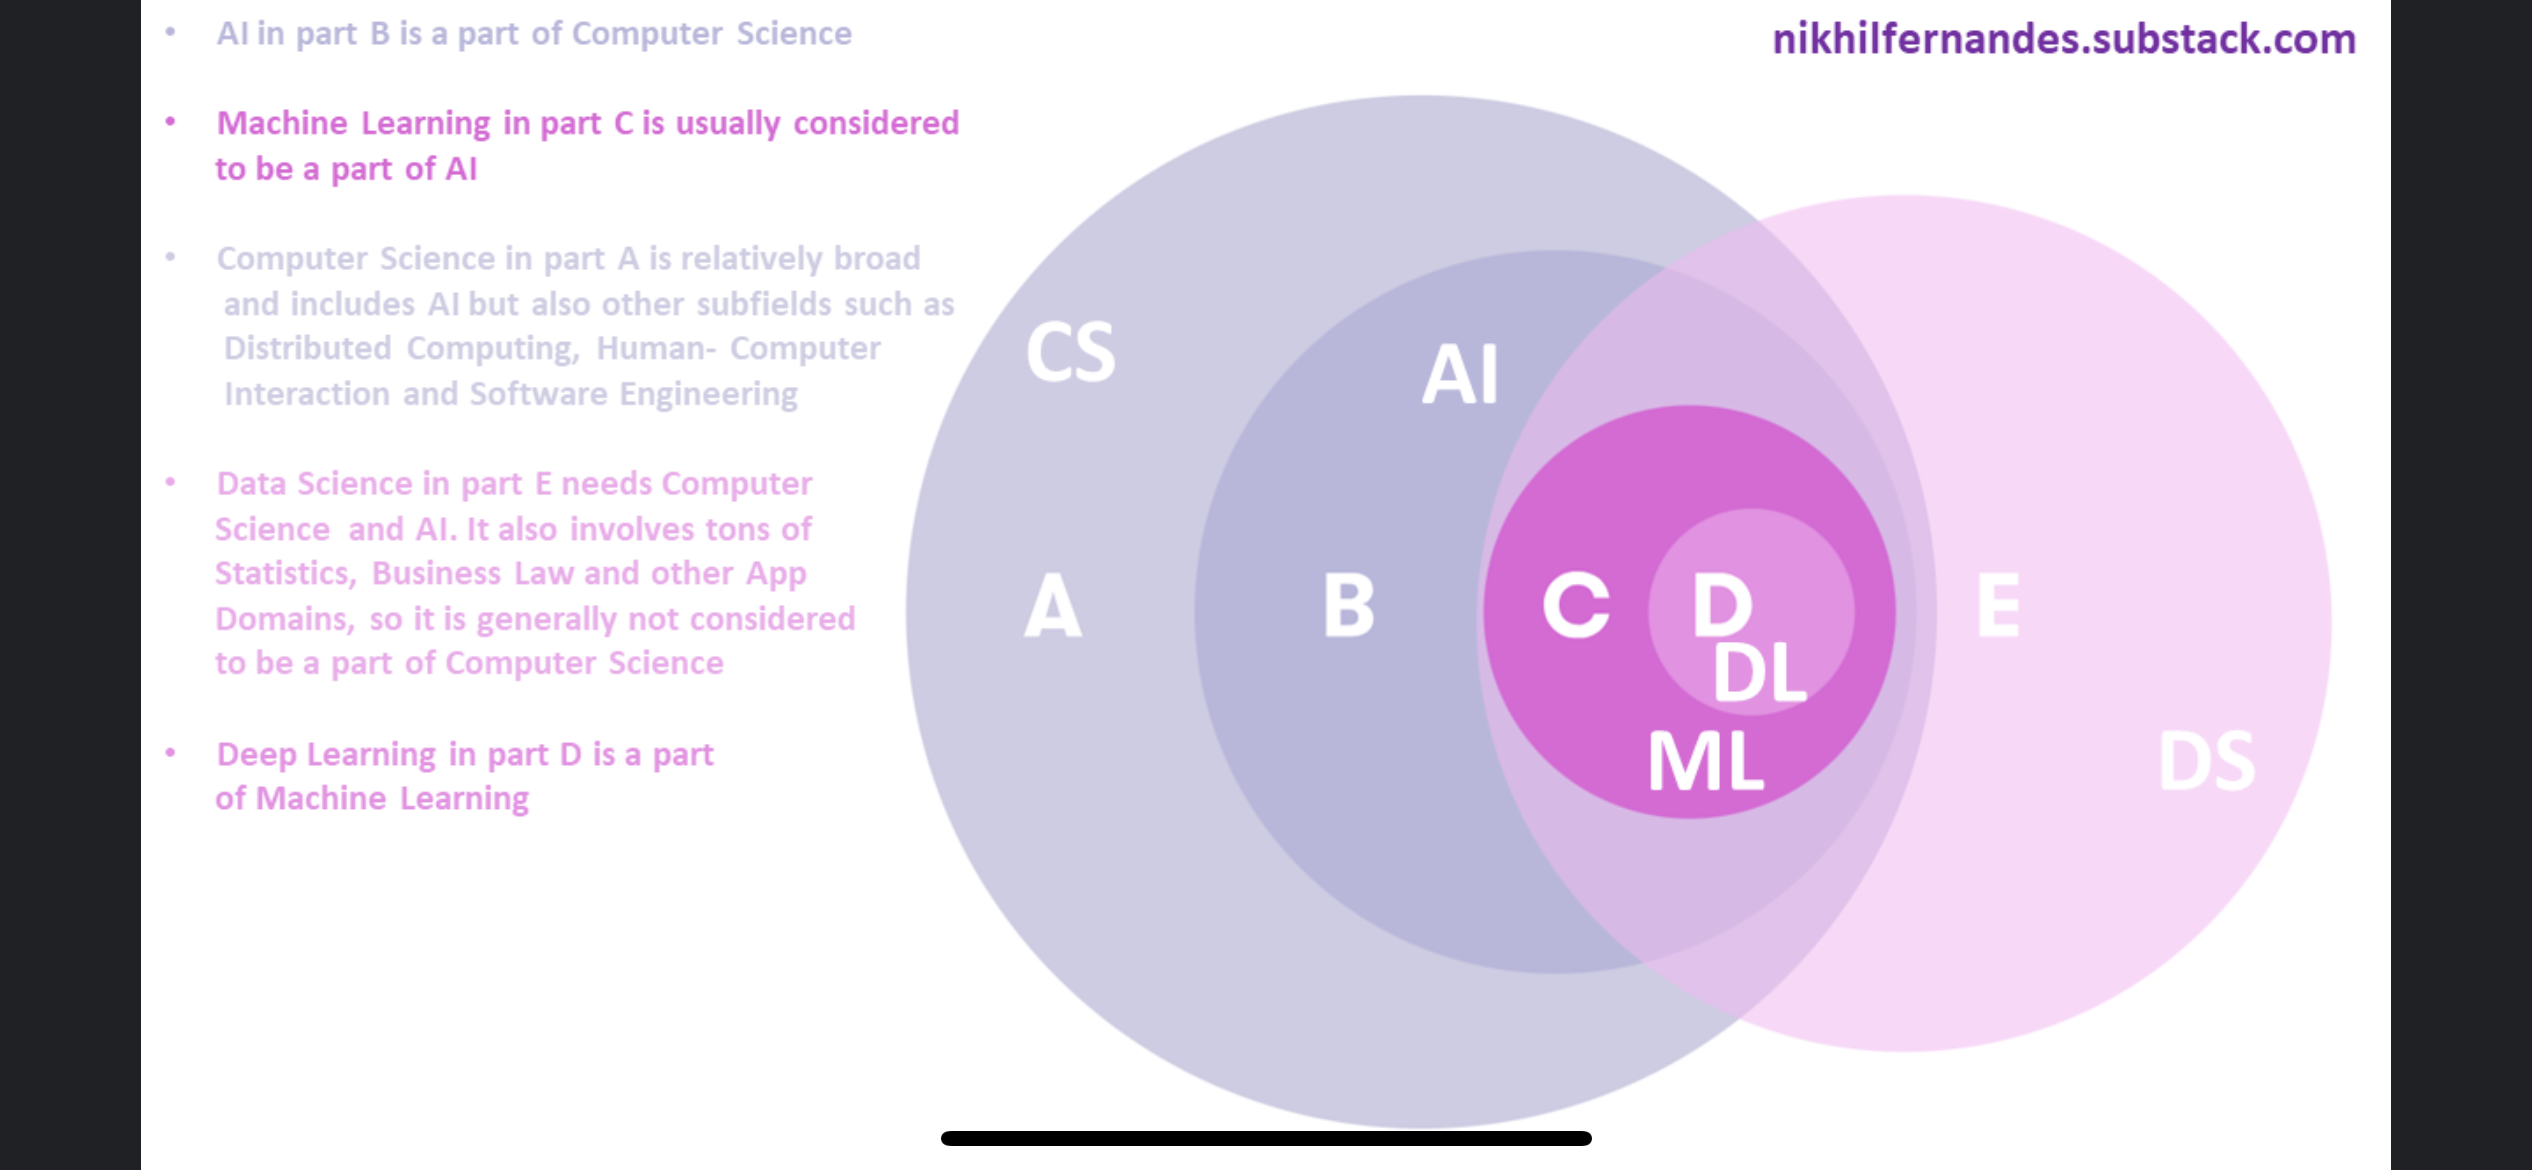 • AI in part B is a part of Computer Science
nikhilfernandes.substack.com
• Machine Learning in part C is usually considered
to be a part of AI
• Computer Science in part A is relatively broad
and includes AI but also other subfields such as
Distributed Computing, Human- Computer
Interaction and Software Engineering
• Data Science in part E needs Computer
Science and AI. It also involves tons of
Statistics, Business Law and other App
Domains, so it is generally not considered
to be a part of Computer Science
• Deep Learning in part D is a part
of Machine Learning
CS
AI
A
B
C
D
E
DL
ML
DS